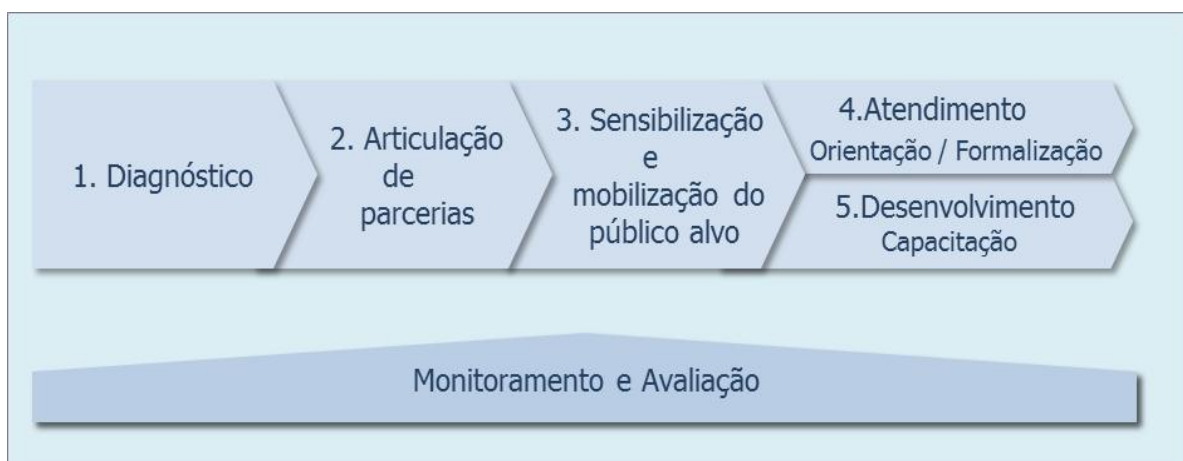 1. Diagnóstico
2. Articulação
de
parcerias
3. Sensibilização
e
mobilização do
público alvo
4.Atendimento
Orientação / Formalização
5.Desenvolvimento
Capacitação
Monitoramento e Avaliação